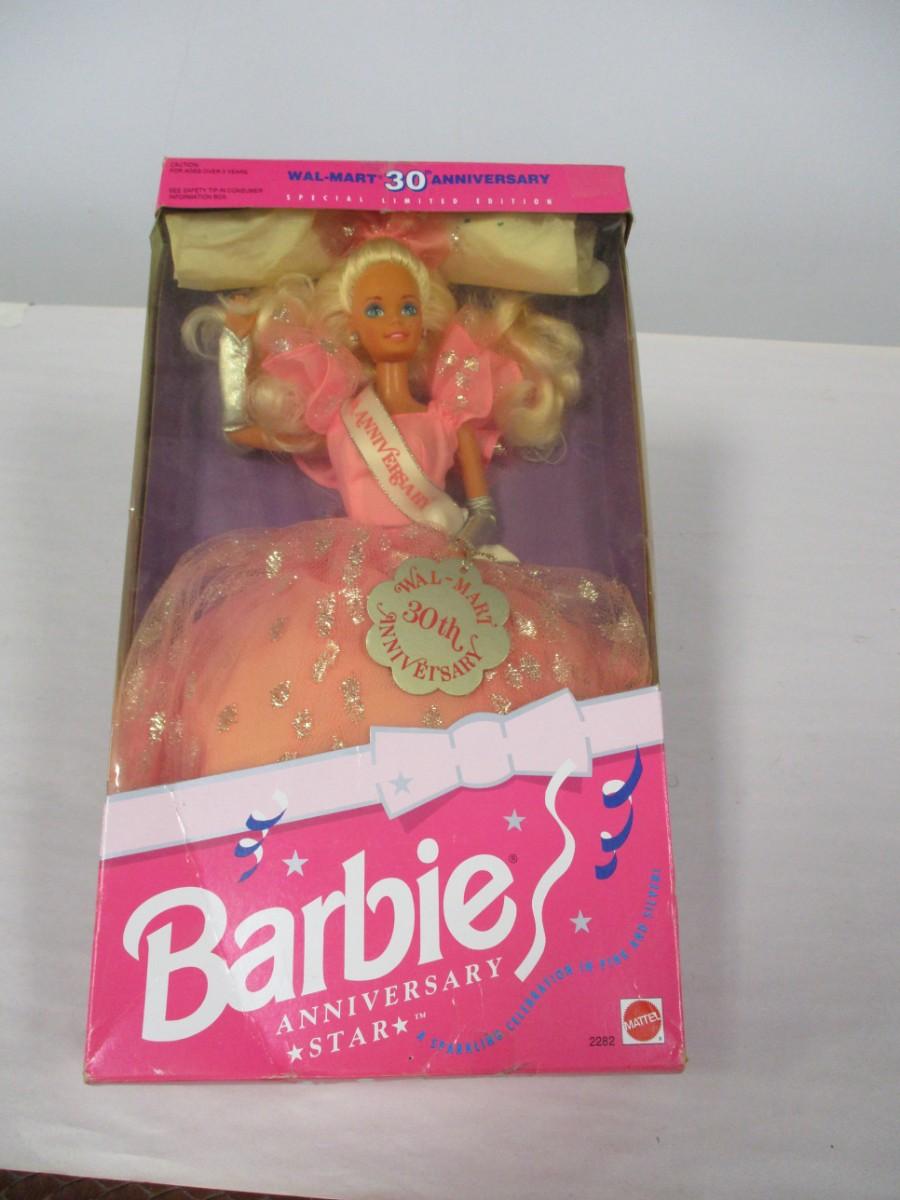 CAUTION:
FOR AGES OVER 3 YEARS
SEE SAFETY TIP IN CONSUMER
INFORMATION BOX
WAL-MART® 30th ANNIVERSARY
SPECIAL LIMITED EDITION
ANNIVERSARY
WAL-MART
30th
ANNIVERSARY
Barbie®
ANNIVERSARY
★STAR★™
A SPARKLING CELEBRATION IN PINK AND SILVER!
2282
MATTEL